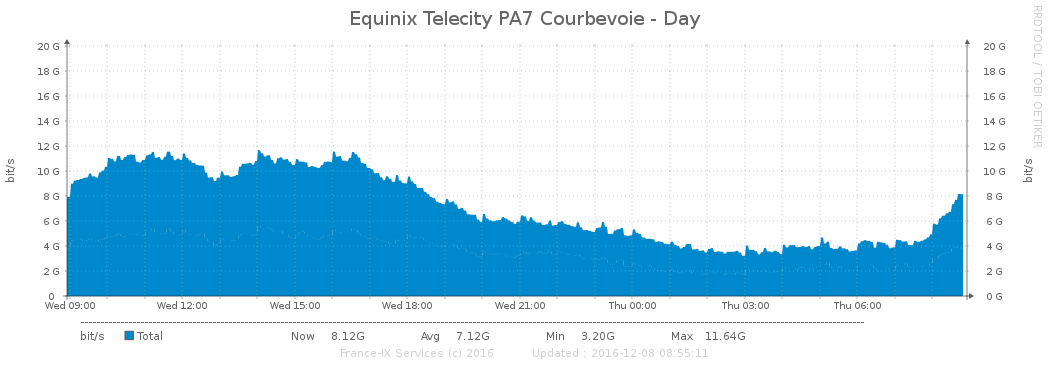 Equinix Telecity PA7 Courbevoie - Day
RRDTOOL / TOBI OETIKER
bit/s
bit/s
20 G 20 G
18 G 18 G
16 G 16 G
14 G 14 G
12 G 12 G
10 G 10 G
8 G 8 G
6 G 6 G
4 G 4 G
2 G 2 G
0 0 G
Wed 09:00 Wed 12:00 Wed 15:00 Wed 18:00 Wed 21:00 Thu 00:00 Thu 03:00 Thu 06:00
bit/s Total Now 8.12G Avg 7.12G Min 3.20G Max 11.64G
France-IX Services (c) 2016 Updated : 2016-12-08 08:55:11